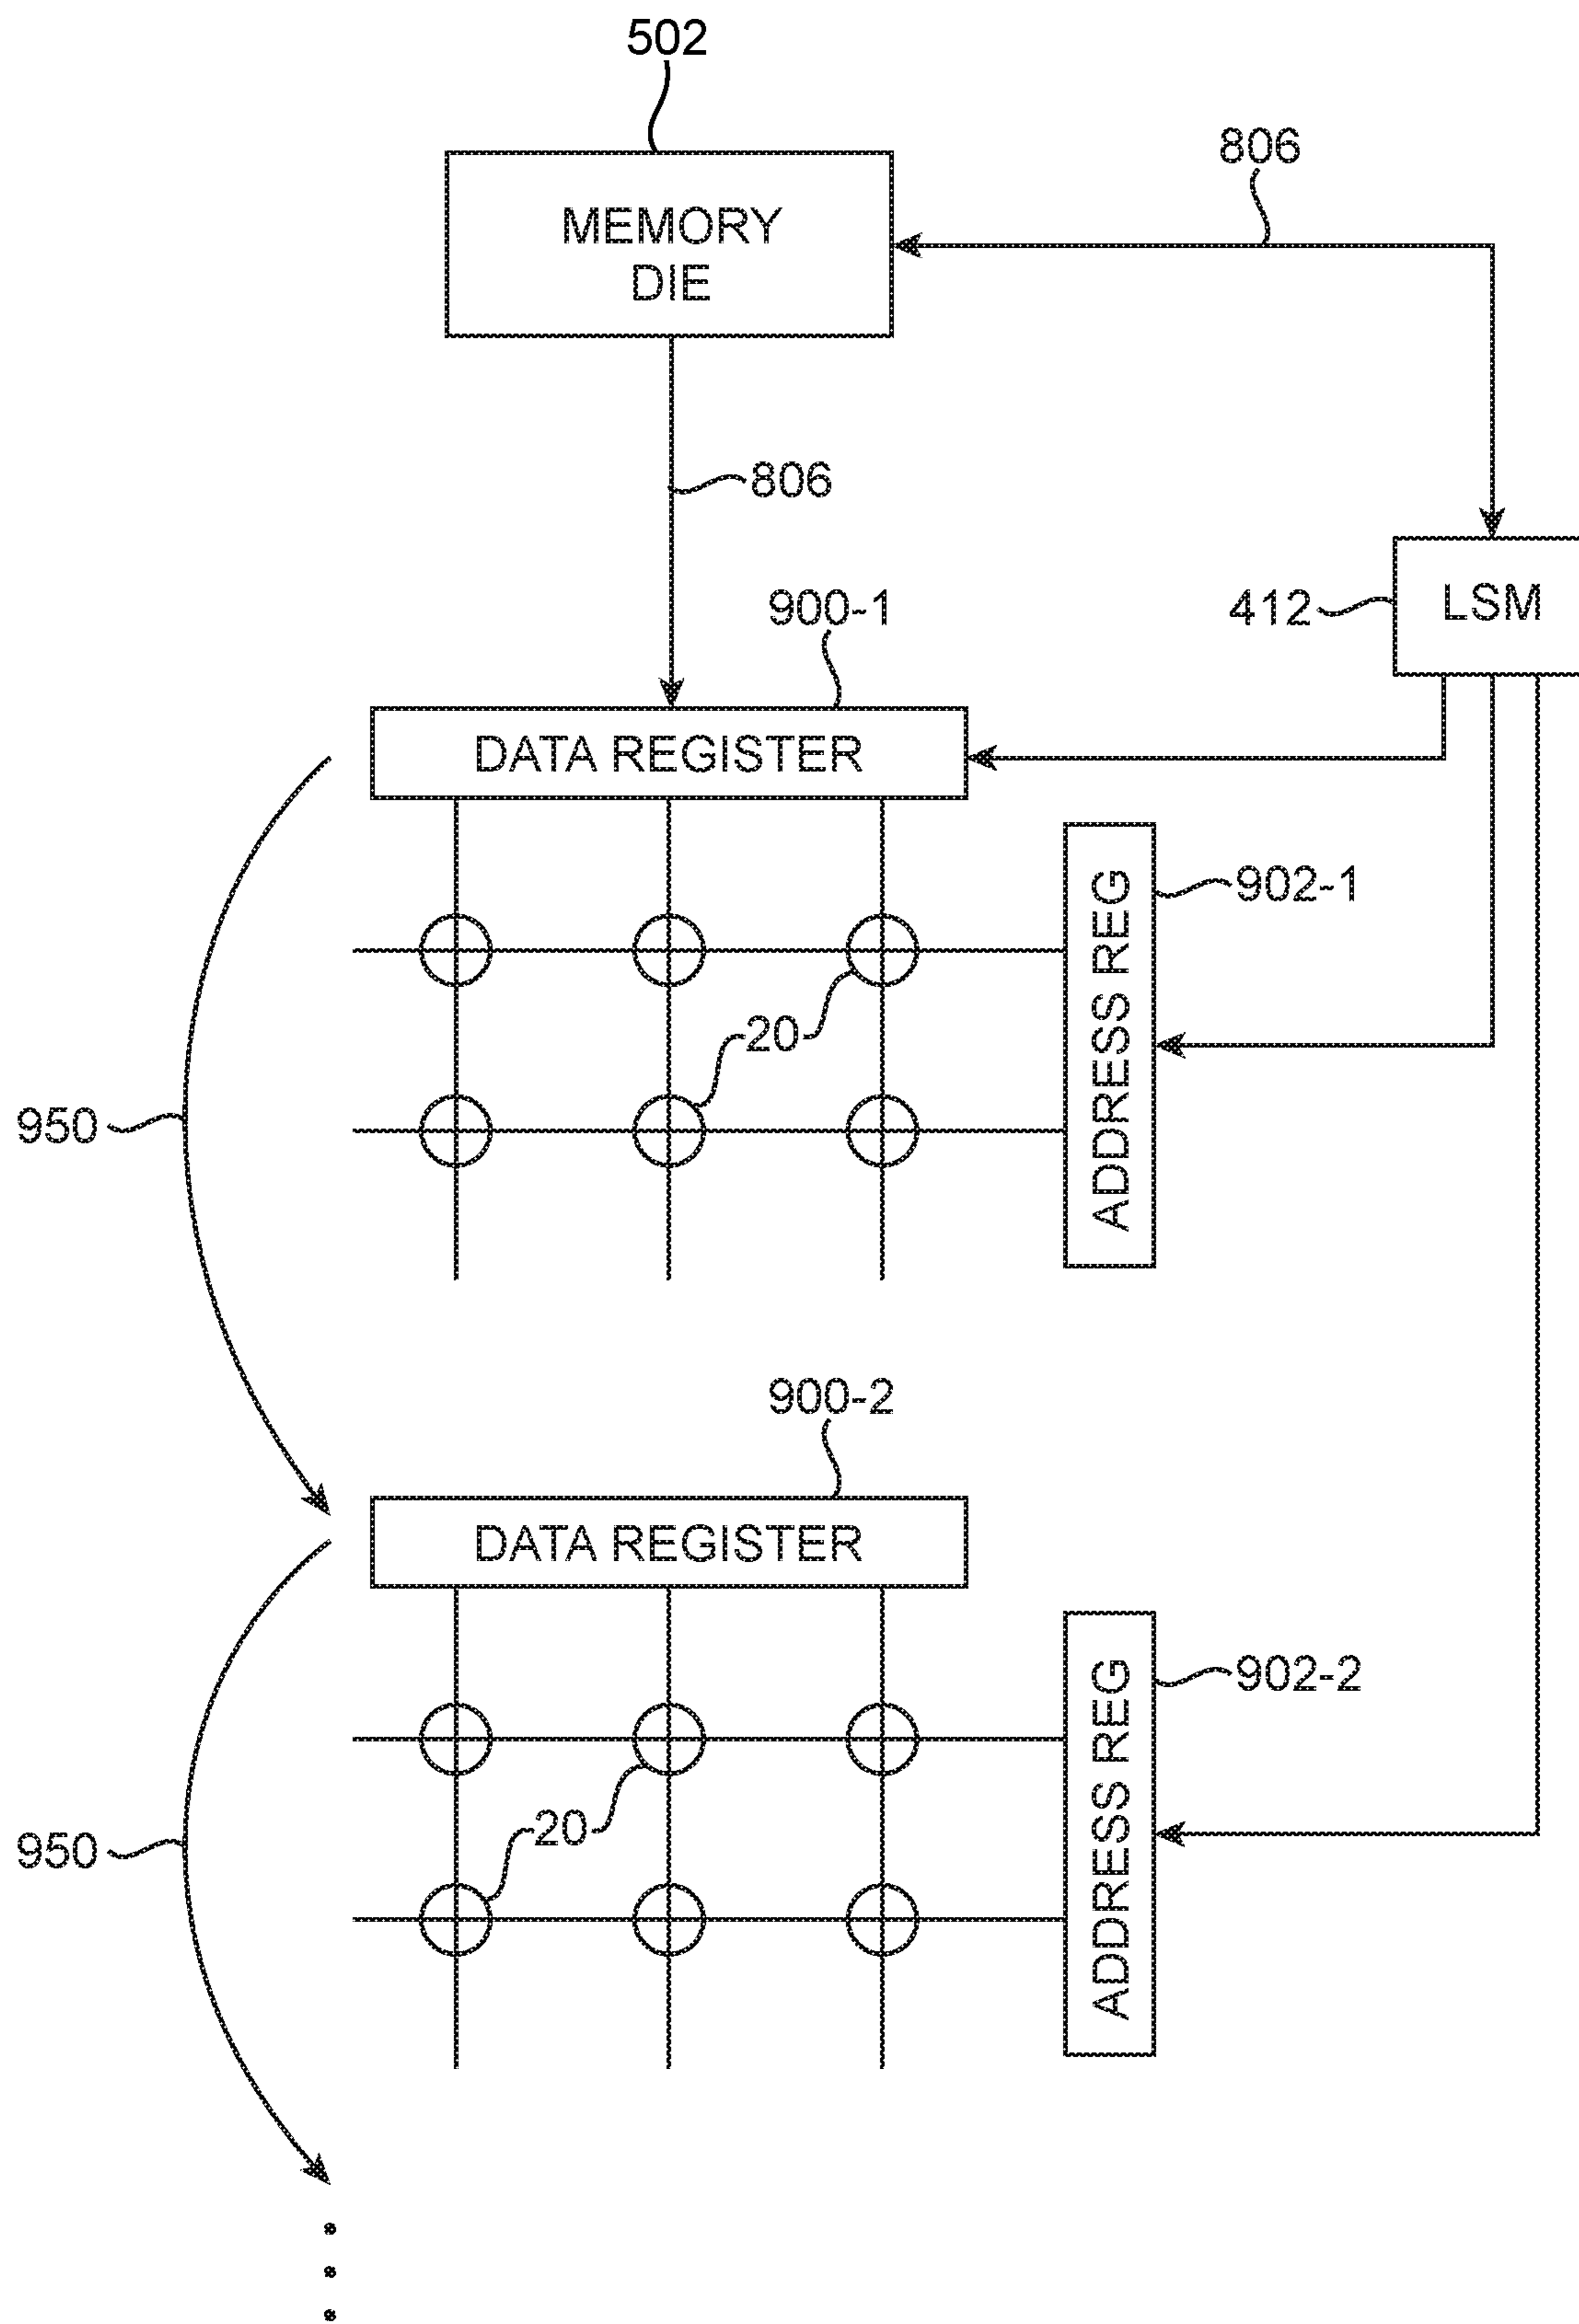 502
806
MEMORY
DIE
806
900-1
412
LSM
DATA REGISTER
902-1
ADDRESS REG
20
950
900-2
DATA REGISTER
902-2
ADDRESS REG
20
950